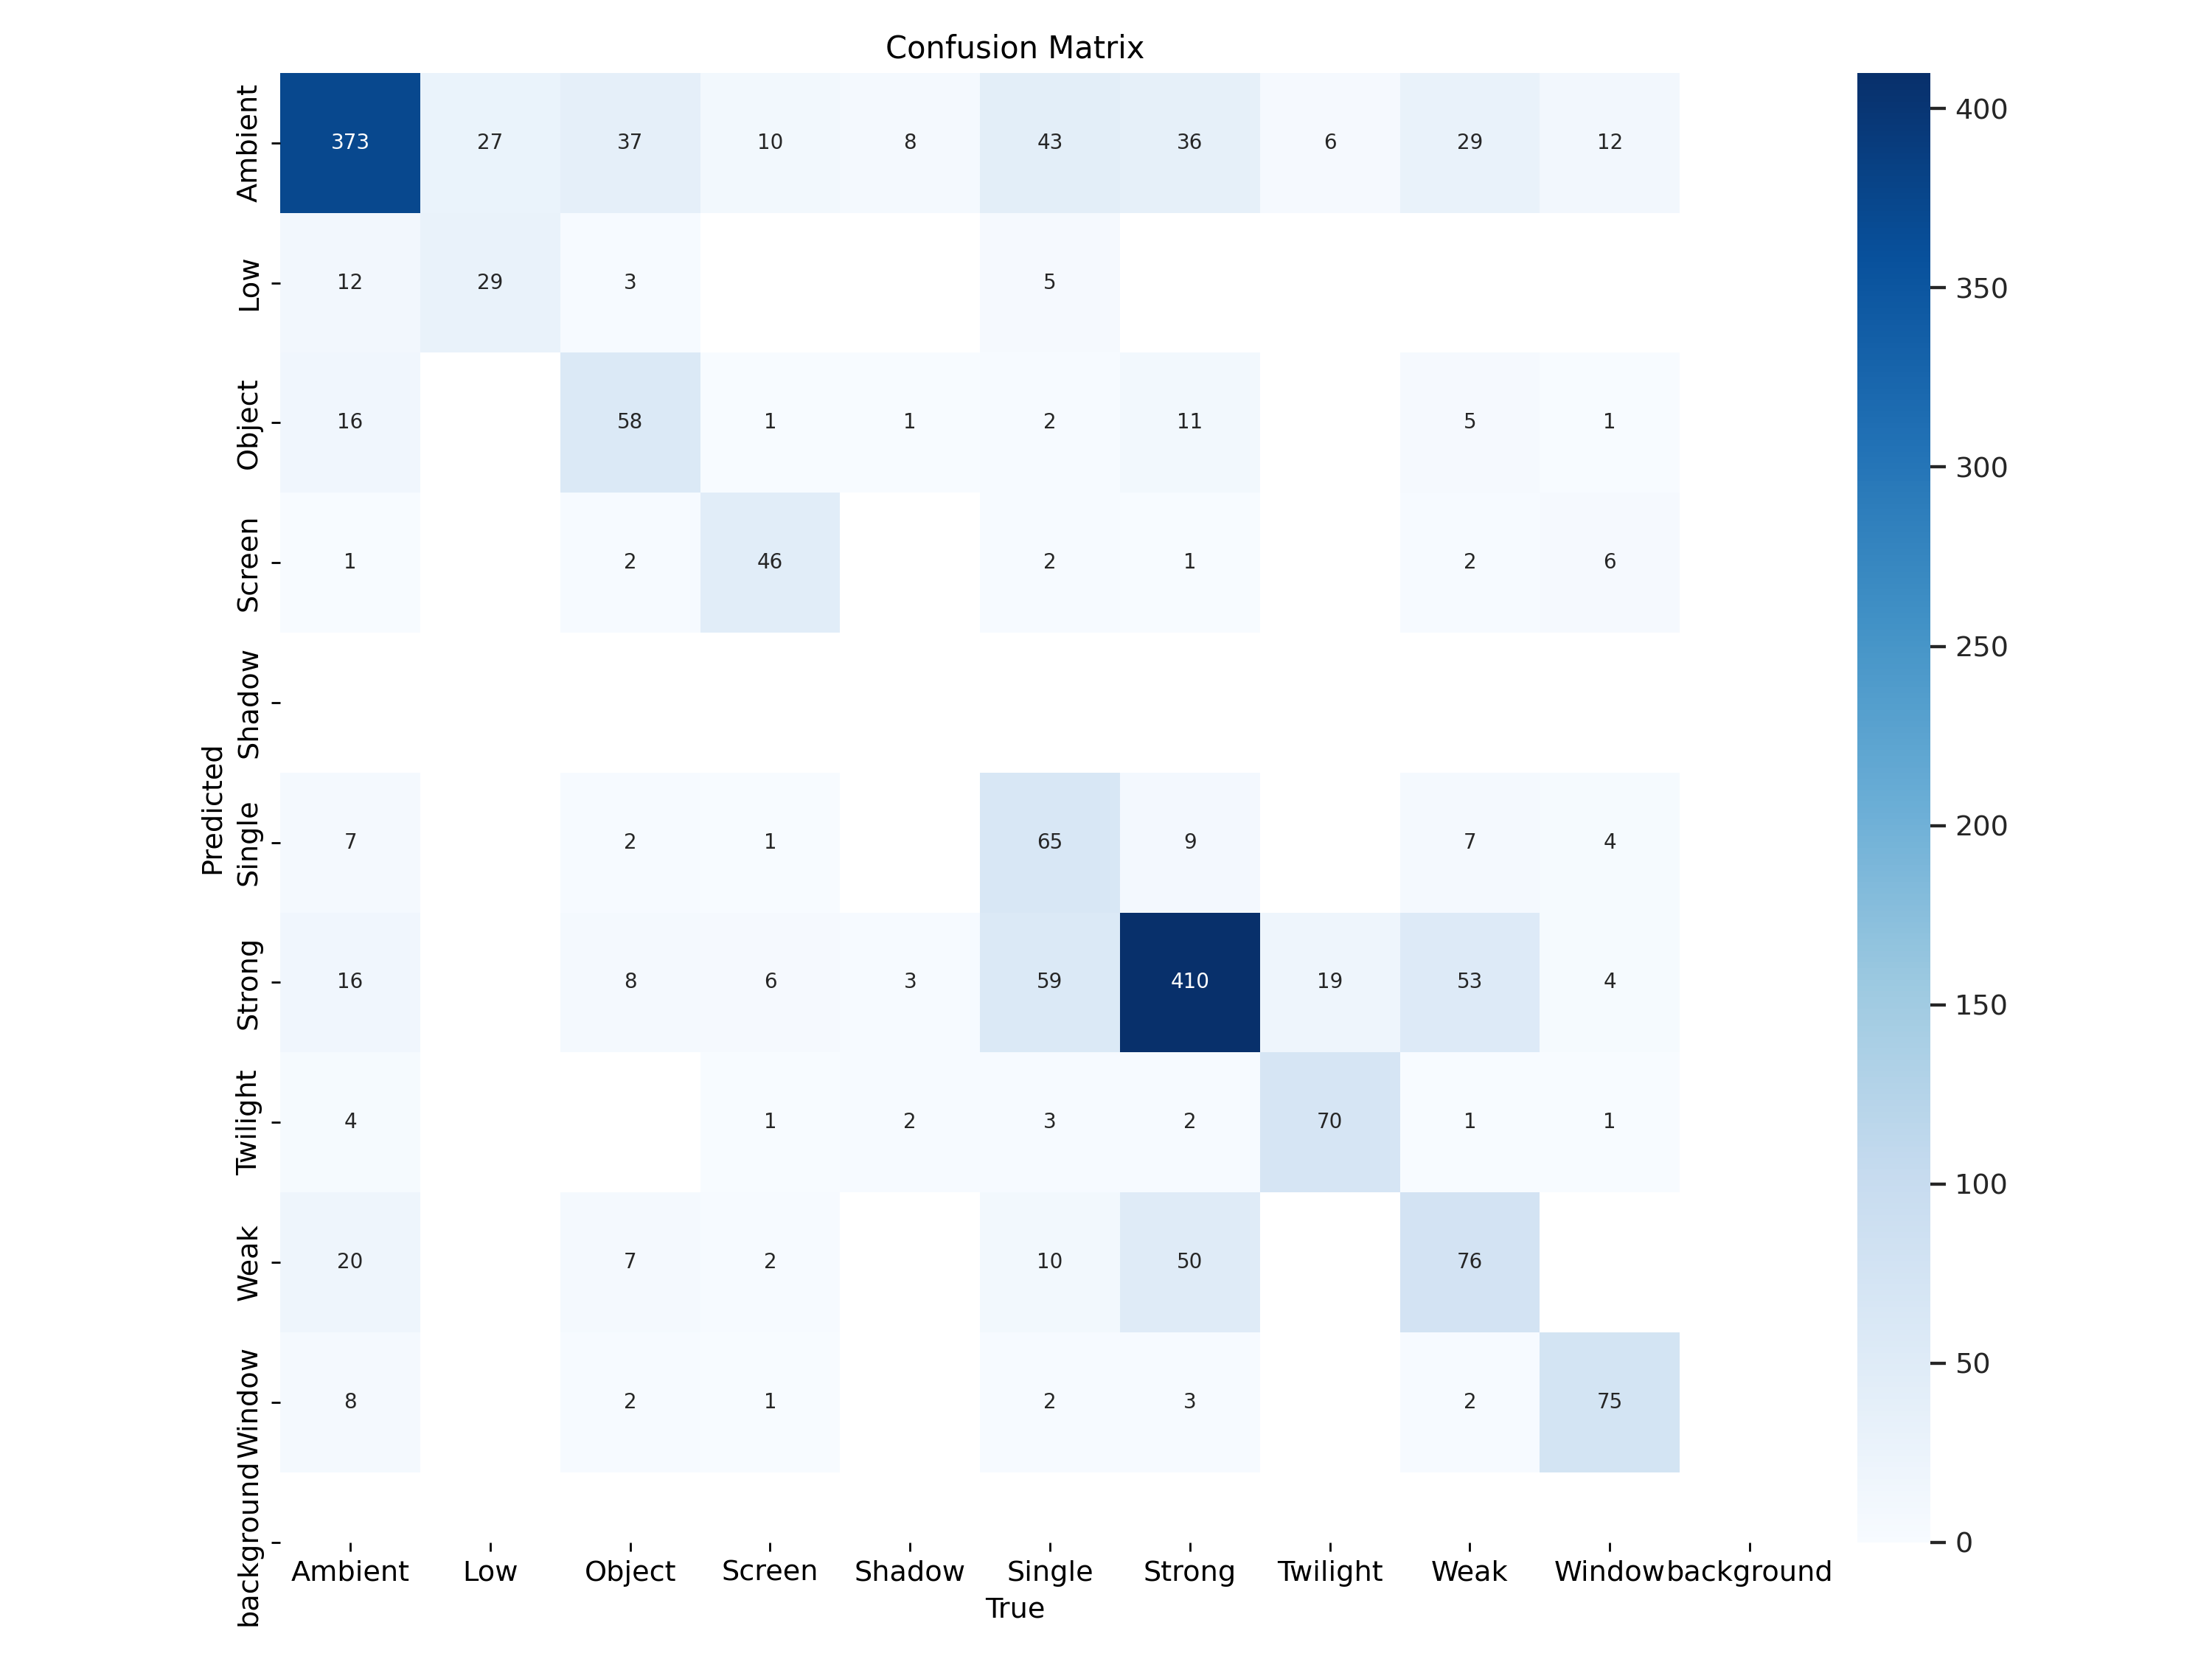 Confusion Matrix
Ambient 373 27 37 10 8 43 36 6 29 12
Low 12 29 3 5
Object 16 58 1 1 2 11 5 1
Screen 1 2 46 2 1 2 6
Shadow
Single 7 2 1 65 9 7 4
Strong 16 8 6 3 59 410 19 53 4
Twilight 4 1 2 3 2 70 1 1
Weak 20 7 2 10 50 76
Window 8 2 1 2 3 2 75
background
Predicted
Ambient Low Object Screen Shadow Single Strong Twilight Weak Window background
True
400
350
300
250
200
150
100
50
0